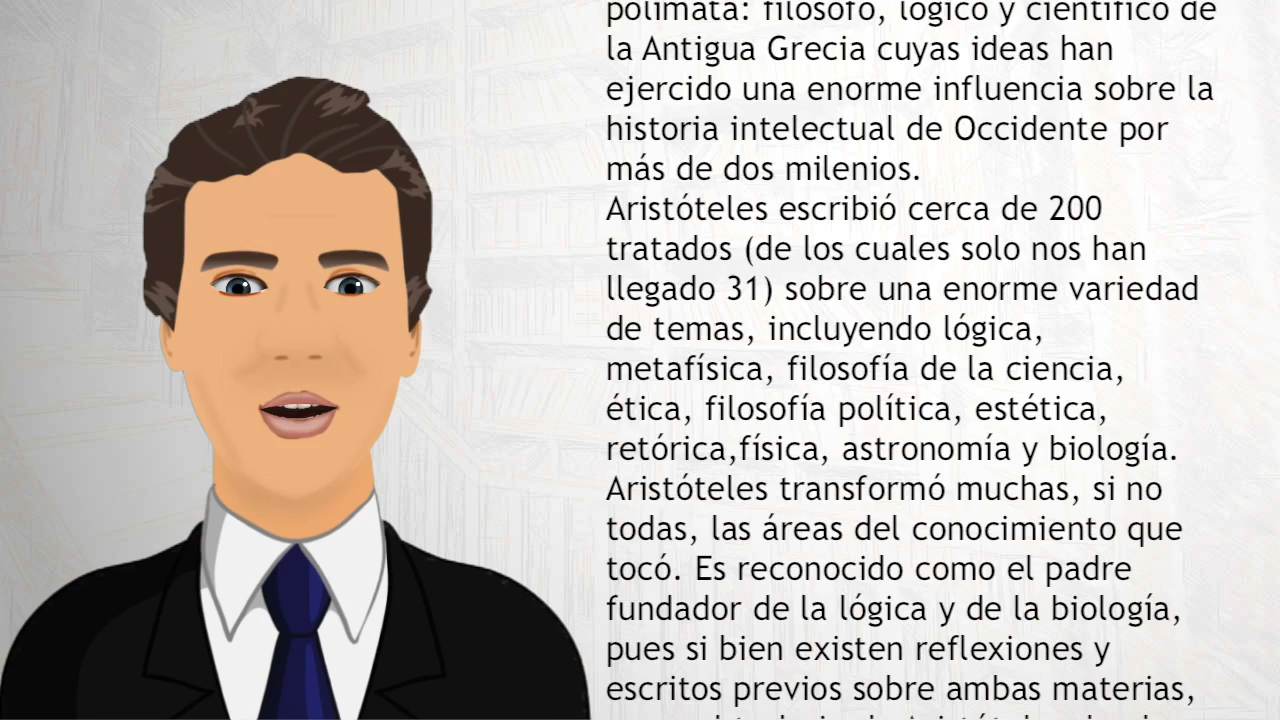 polímata: filósofo, lógico y científico de
la Antigua Grecia cuyas ideas han
ejercido una enorme influencia sobre la
historia intelectual de Occidente por
más de dos milenios.
Aristóteles escribió cerca de 200
tratados (de los cuales solo nos han
llegado 31) sobre una enorme variedad
de temas, incluyendo lógica,
metafísica, filosofía de la ciencia,
ética, filosofía política, estética,
retórica,física, astronomía y biología.
Aristóteles transformó muchas, si no
todas, las áreas del conocimiento que
tocó. Es reconocido como el padre
fundador de la lógica y de la biología,
pues si bien existen reflexiones y
escritos previos sobre ambas materias,